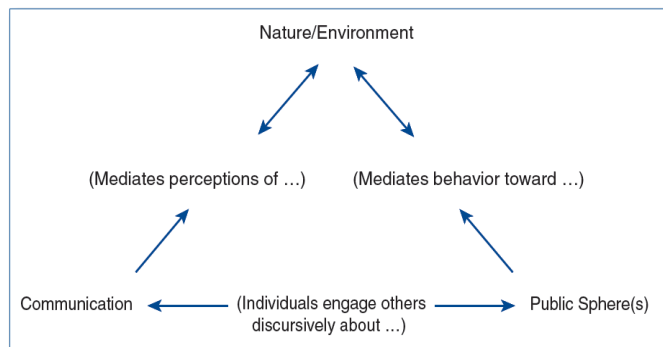 Nature/Environment
(Mediates perceptions of …)
(Mediates behavior toward …)
Communication
(Individuals engage others
discursively about …)
Public Sphere(s)